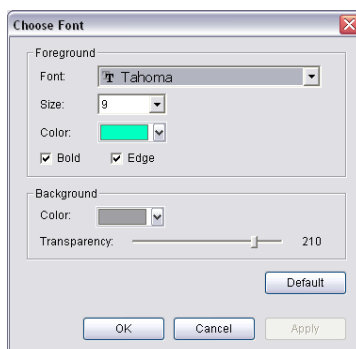 Choose Font
Foreground
Font: Tahoma
Size: 9
Color:
Bold Edge
Background
Color:
Transparency: 210
Default
OK Cancel Apply